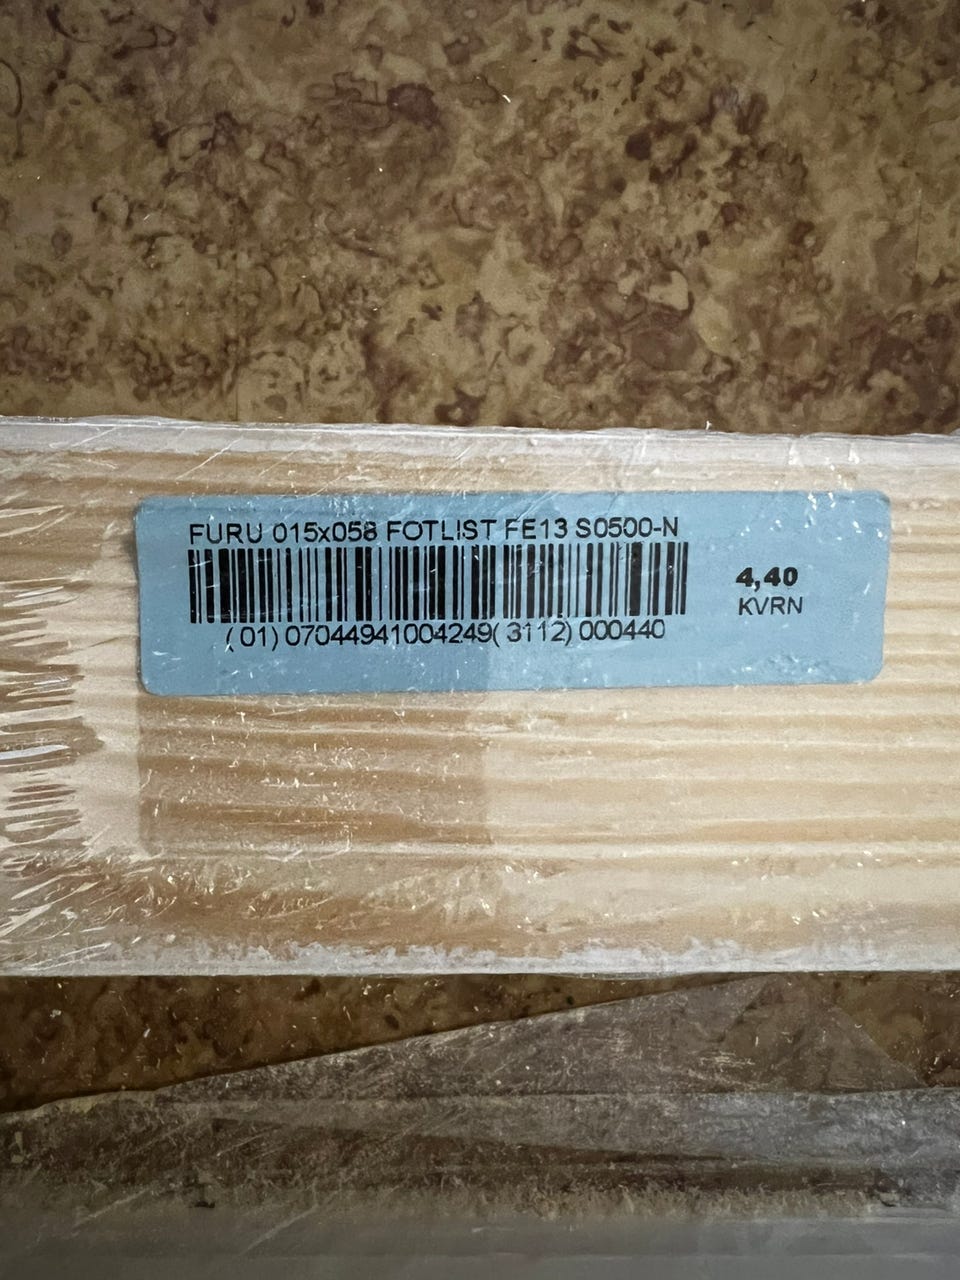 FURU 015x058 FOTLIST FE13 S0500-N
4,40
KVRN
(01)07044941004249(3112)000440